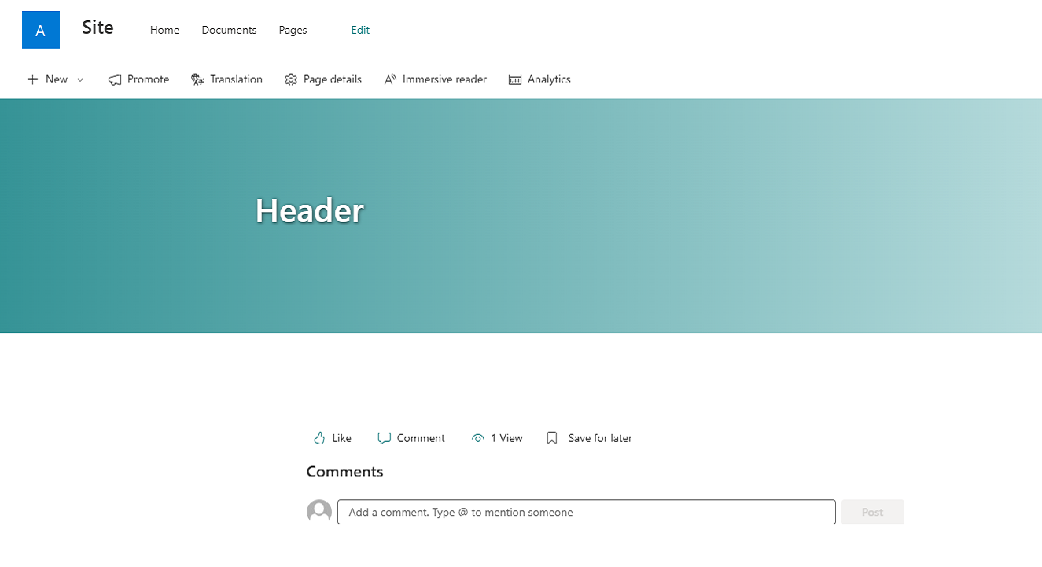 A Site Home Documents Pages Edit
New Promote Translation Page details Immersive reader Analytics
Header
Like Comment 1 View Save for later
Comments
Add a comment. Type @ to mention someone Post